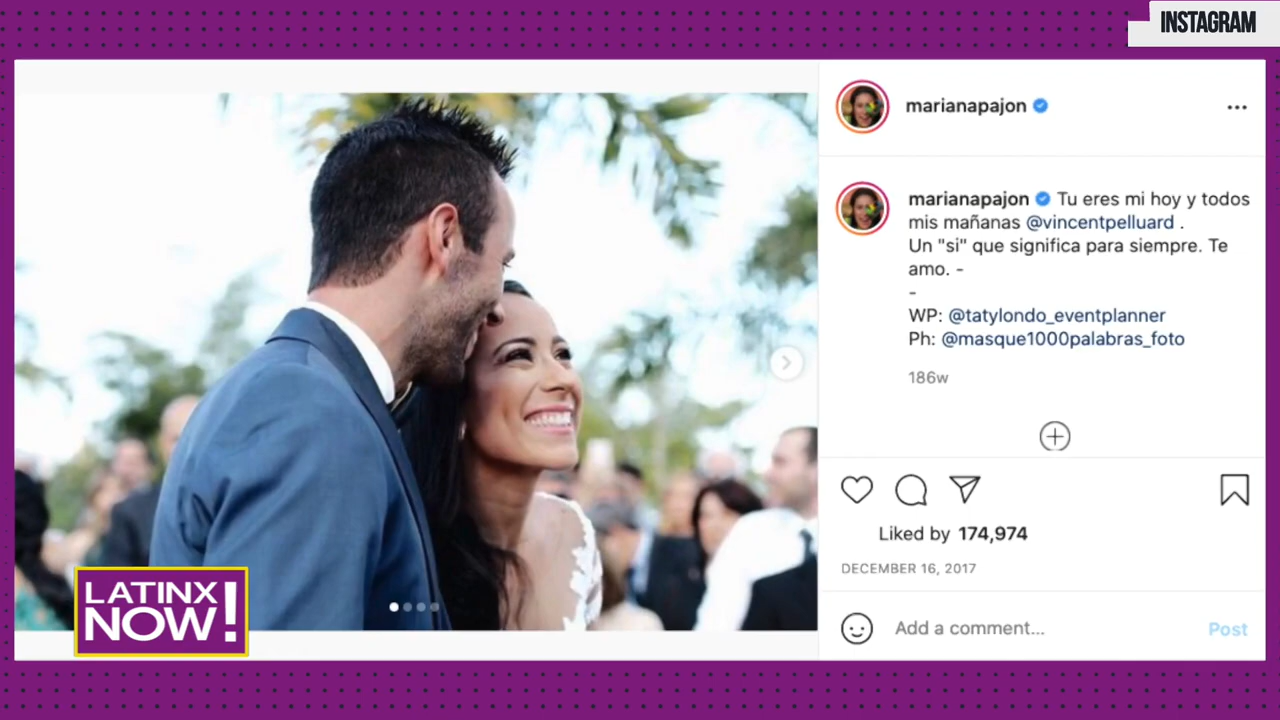 INSTAGRAM
marianapajon
marianapajon Tu eres mi hoy y todos
mis mañanas @vincentpelluard .
Un "si" que significa para siempre. Te
amo. -
-
WP: @tatylondo_eventplanner
Ph: @masque1000palabras_foto
186w
Liked by 174,974
DECEMBER 16, 2017
Add a comment...
Post
LATINX
NOW!